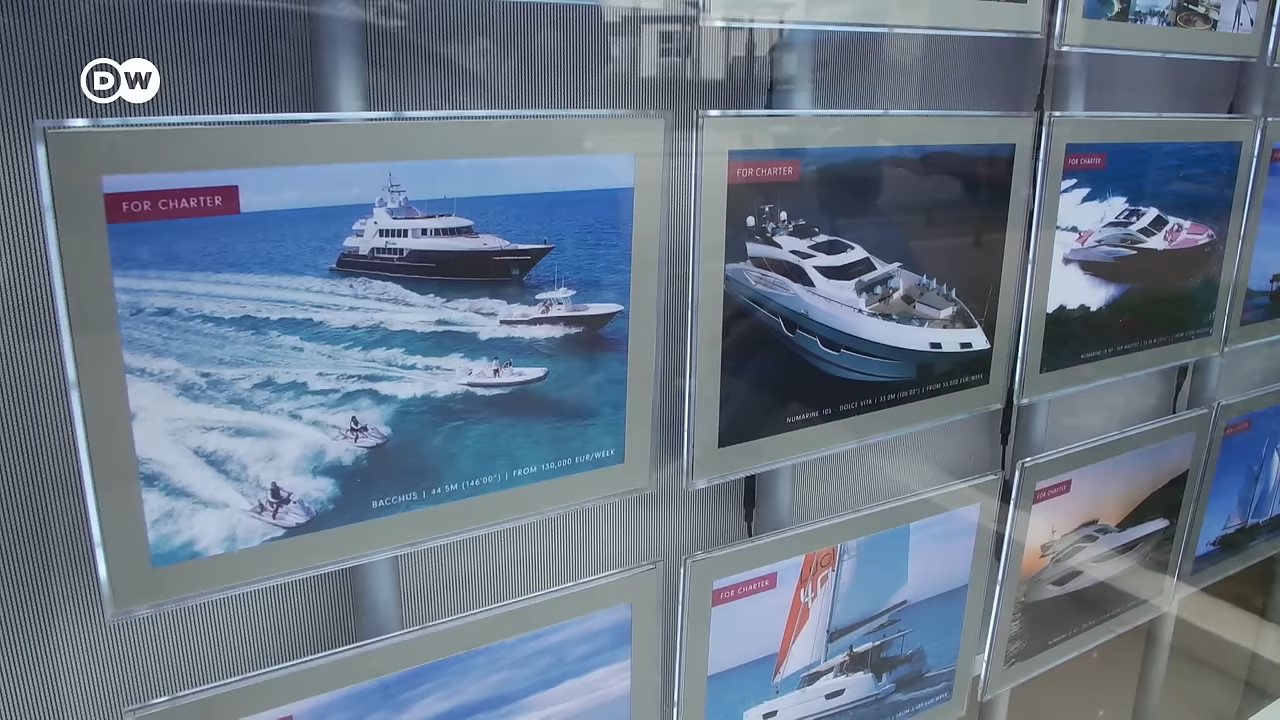 DW
FOR CHARTER
BACCHUS | 44.5M (146'00") | FROM 130,000 EUR/WEEK
FOR CHARTER
NUMARINE 105 - DOLCE VITA | 33.0M (106'00") | FROM 55,000 EUR/WEEK
FOR CHARTER
FOR CHARTER
FOR CHARTER